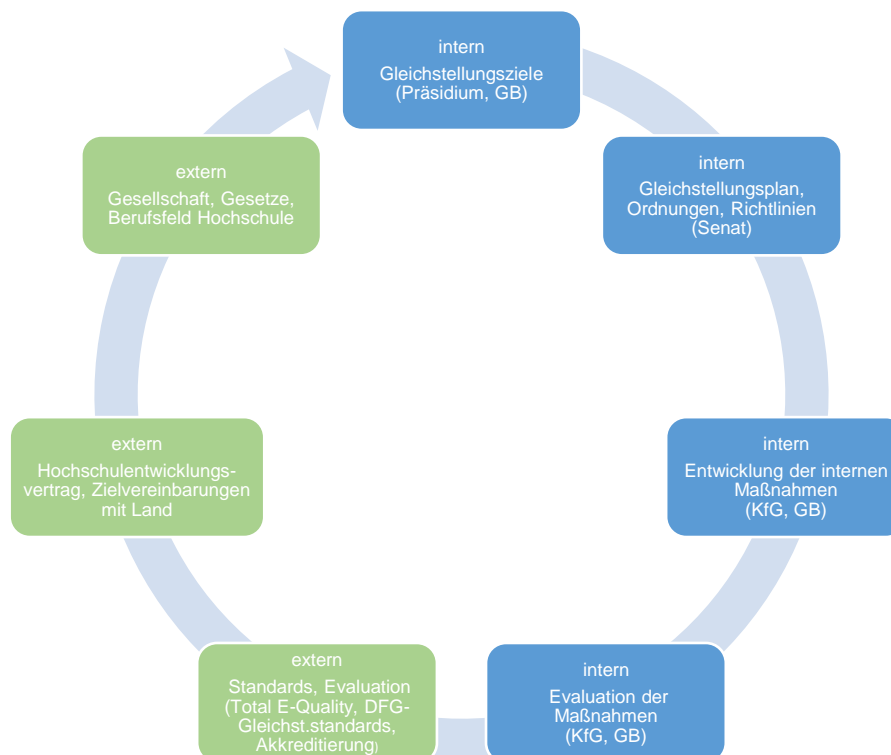 intern
Gleichstellungsziele
(Präsidium, GB)
intern
Gleichstellungsplan,
Ordnungen, Richtlinien
(Senat)
intern
Entwicklung der internen
Maßnahmen
(KfG, GB)
intern
Evaluation der
Maßnahmen
(KfG, GB)
extern
Standards, Evaluation
(Total E-Quality, DFG-
Gleichst.standards,
Akkreditierung)
extern
Hochschulentwicklungs-
vertrag, Zielvereinbarungen
mit Land
extern
Gesellschaft, Gesetze,
Berufsfeld Hochschule